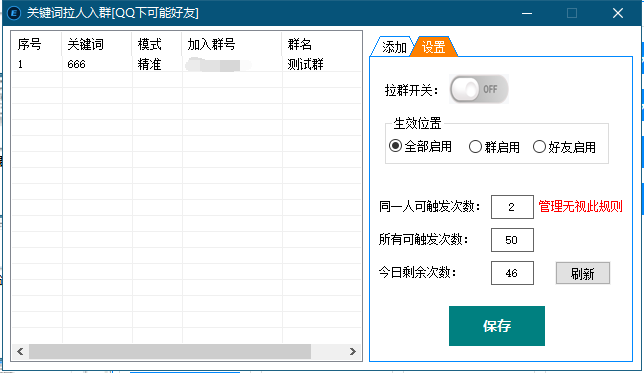 关键词拉人入群[QQ下可能好友]
序号 关键词 模式 加入群号 群名
1 666 精准 测试群
添加 设置
拉群开关: OFF
生效位置
全部启用 群启用 好友启用
同一人可触发次数: 2 管理无视此规则
所有可触发次数: 50
今日剩余次数: 46 刷新
保存